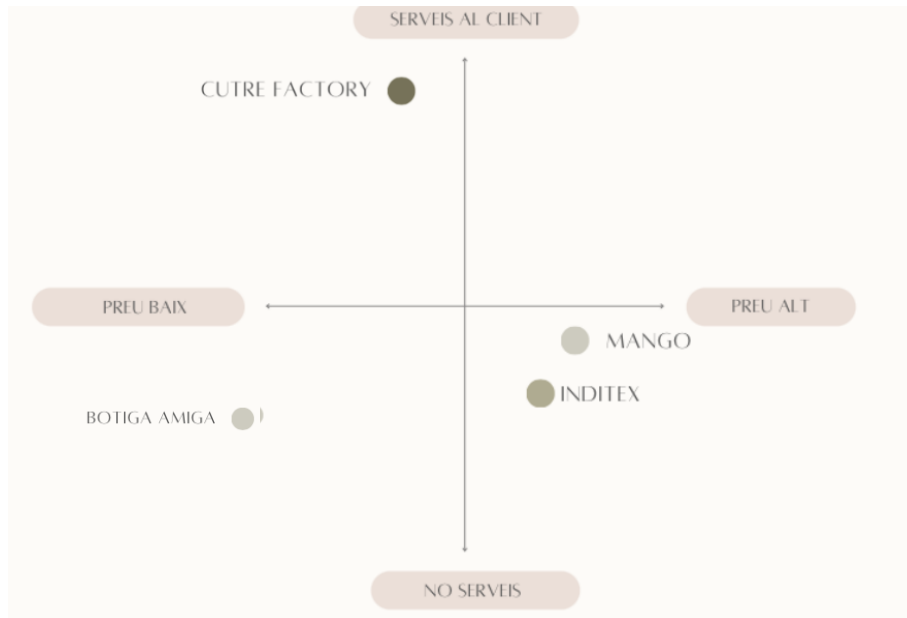 SERVEIS AL CLIENT
CUTRE FACTORY
PREU BAIX
PREU ALT
MANGO
INDITEX
BOTIGA AMIGA
NO SERVEIS